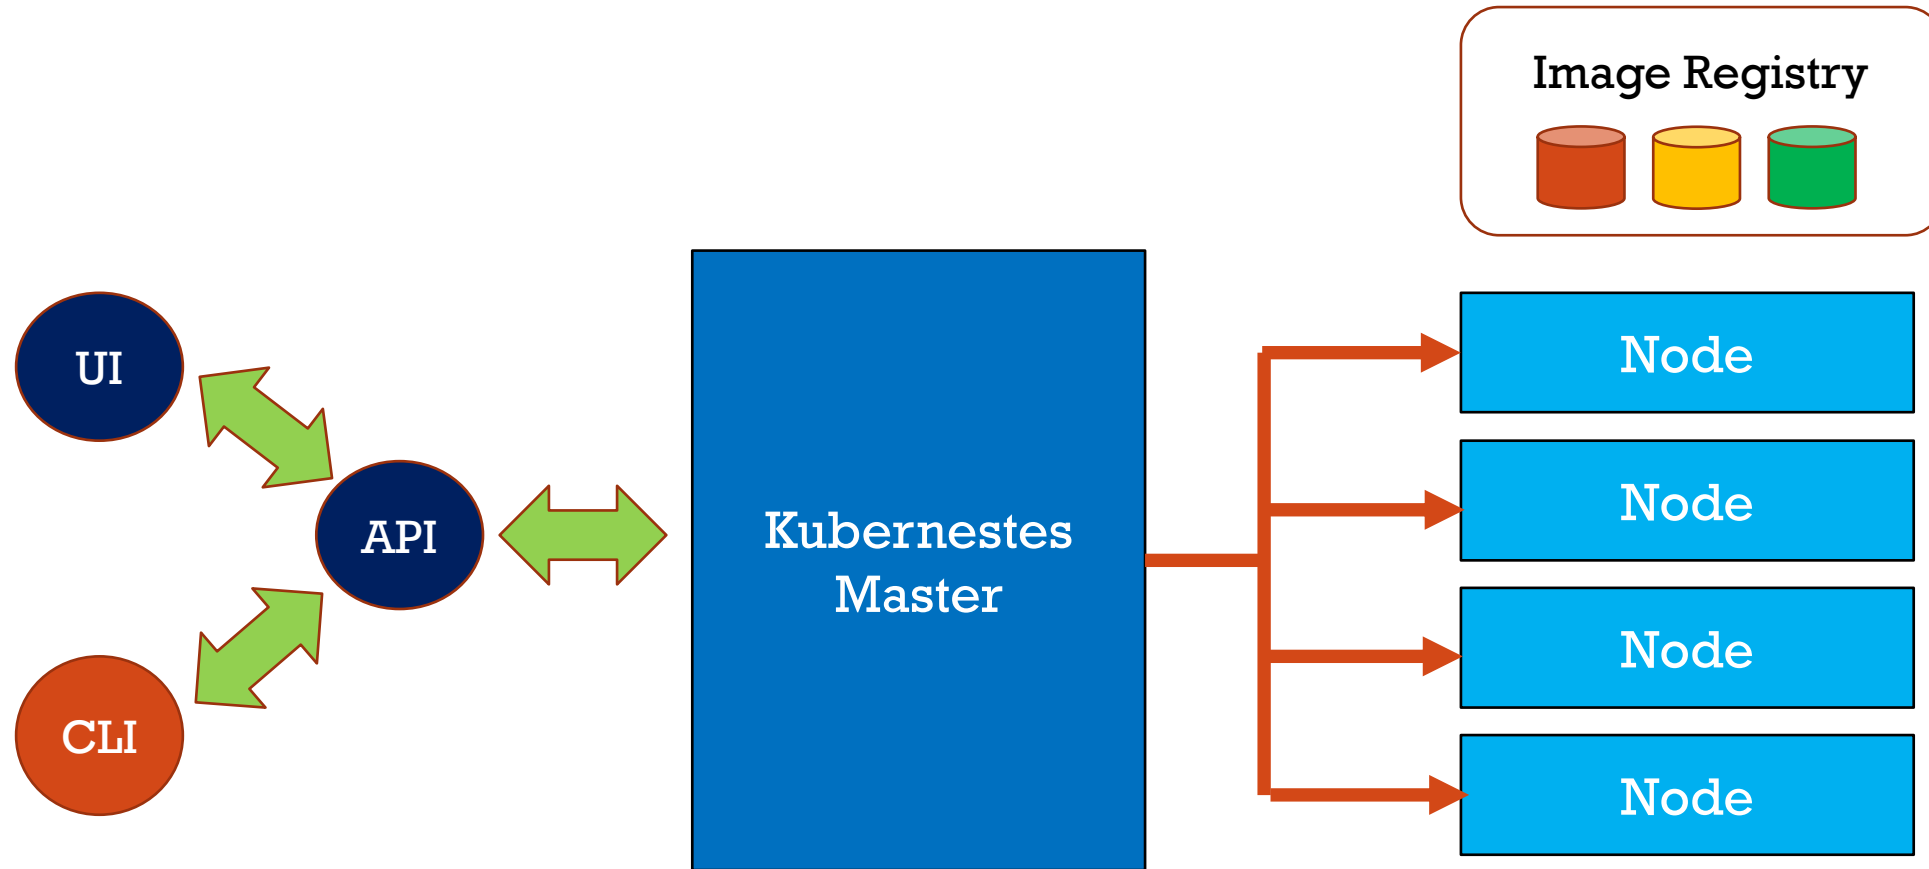 Image Registry
UI
API
CLI
Kubernestes
Master
Node
Node
Node
Node